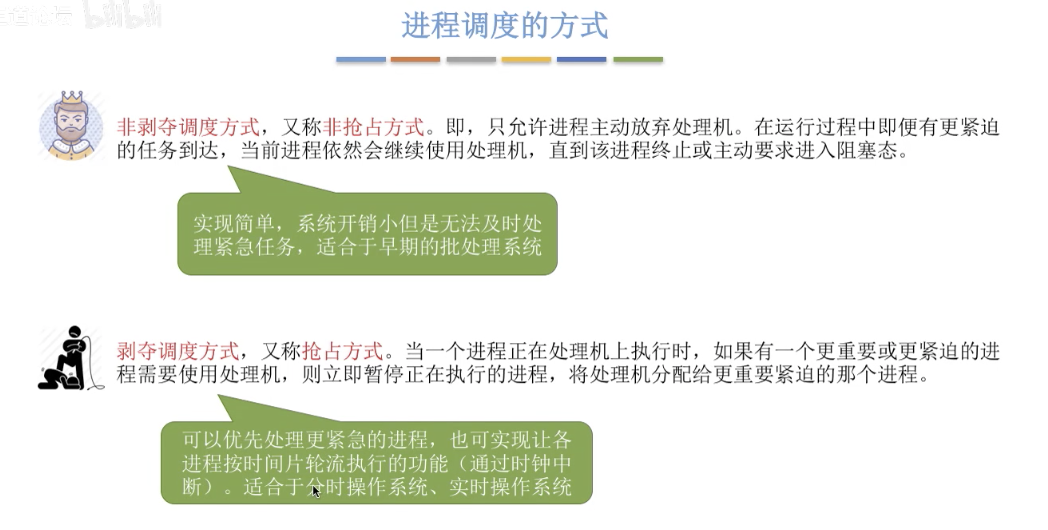 bilibili
进程调度的方式
非剥夺调度方式，又称非抢占方式。即，只允许进程主动放弃处理机。在运行过程中即便有更紧迫
的任务到达，当前进程依然会继续使用处理机，直到该进程终止或主动要求进入阻塞态。
实现简单，系统开销小但是无法及时处
理紧急任务，适合于早期的批处理系统
剥夺调度方式，又称抢占方式。当一个进程正在处理机上执行时，如果有一个更重要或更紧迫的进
程需要使用处理机，则立即暂停正在执行的进程，将处理机分配给更重要紧迫的那个进程。
可以优先处理更紧急的进程，也可实现让各
进程按时间片轮流执行的功能（通过时钟中
断）。适合于分时操作系统、实时操作系统